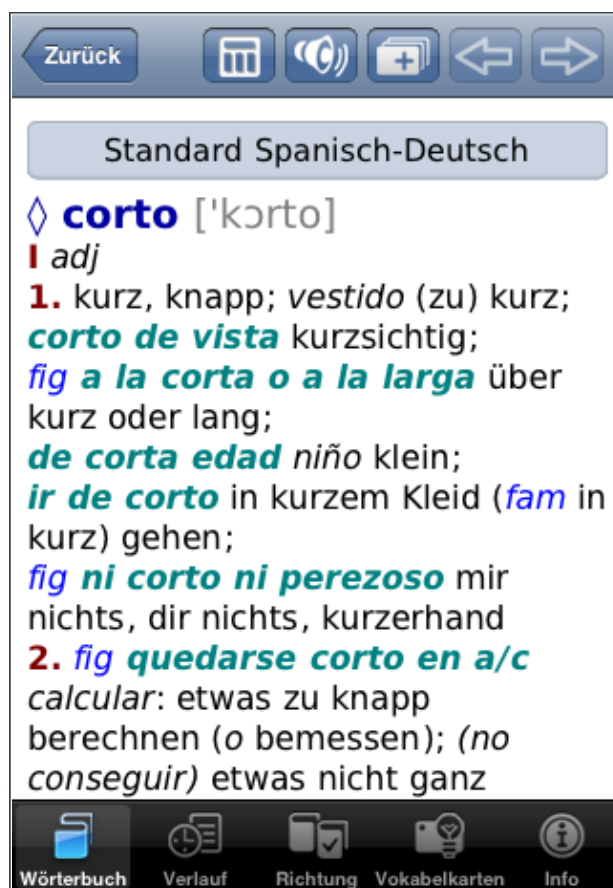 Zurück
Standard Spanisch-Deutsch
◊ corto ['kɔrto]
I adj
1. kurz, knapp; vestido (zu) kurz;
corto de vista kurzsichtig;
fig a la corta o a la larga über
kurz oder lang;
de corta edad niño klein;
ir de corto in kurzem Kleid (fam in
kurz) gehen;
fig ni corto ni perezoso mir
nichts, dir nichts, kurzerhand
2. fig quedarse corto en a/c
calcular: etwas zu knapp
berechnen (o bemessen); (no
conseguir) etwas nicht ganz
Wörterbuch Verlauf Richtung Vokabelkarten Info